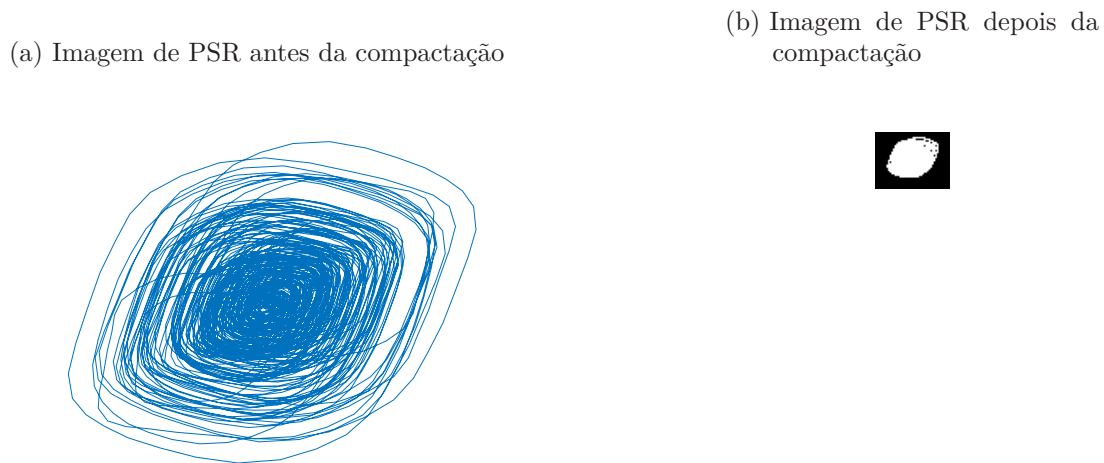 (a) Imagem de PSR antes da compactação
(b) Imagem de PSR depois da
compactação